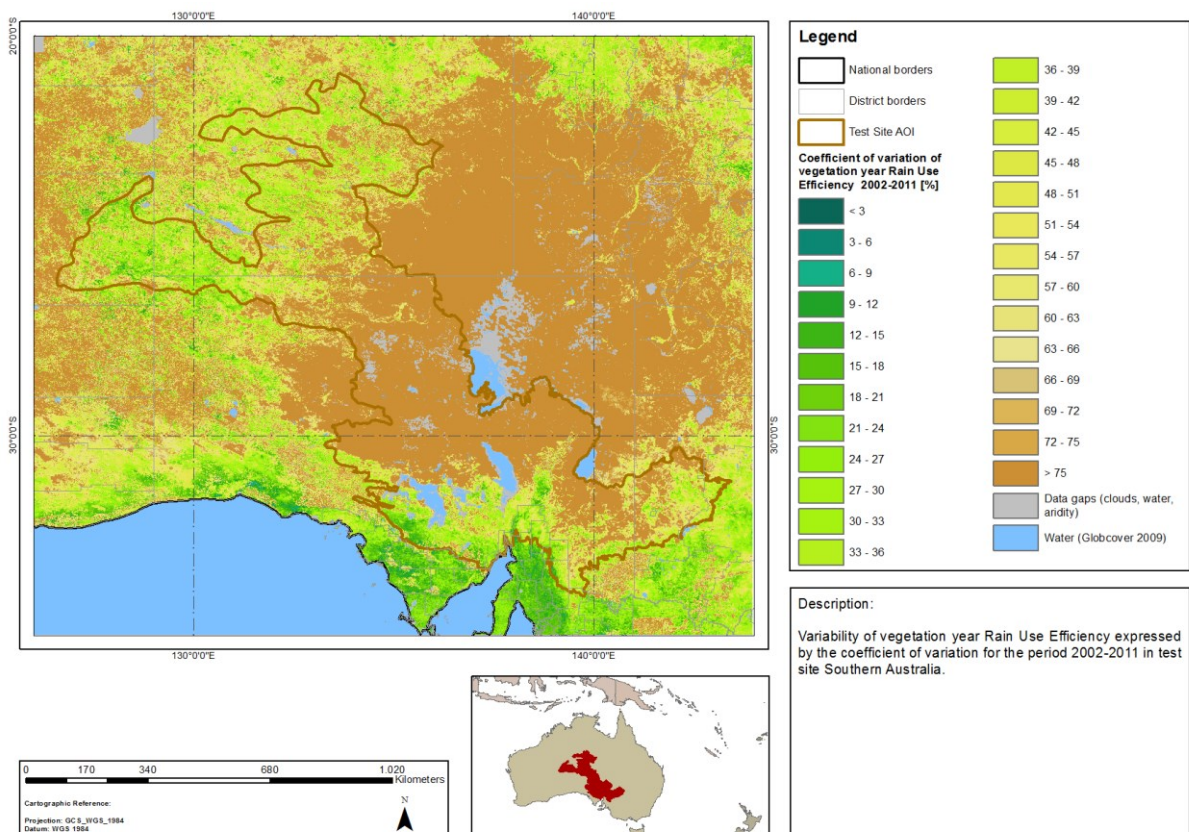 130°0'0"E
140°0'0"E
20°0'0"S
30°0'0"S
30°0'0"S
130°0'0"E
140°0'0"E
Legend
National borders
District borders
Test Site AOI
Coefficient of variation of
vegetation year Rain Use
Efficiency 2002-2011 [%]
< 3
3 - 6
6 - 9
9 - 12
12 - 15
15 - 18
18 - 21
21 - 24
24 - 27
27 - 30
30 - 33
33 - 36
36 - 39
39 - 42
42 - 45
45 - 48
48 - 51
51 - 54
54 - 57
57 - 60
60 - 63
63 - 66
66 - 69
69 - 72
72 - 75
> 75
Data gaps (clouds, water,
aridity)
Water (Globcover 2009)
Description:
Variability of vegetation year Rain Use Efficiency expressed
by the coefficient of variation for the period 2002-2011 in test
site Southern Australia.
0 170 340 680 1.020
Kilometers
Cartographic Reference:
Projection: GCS_WGS_1984
Datum: WGS 1984
N